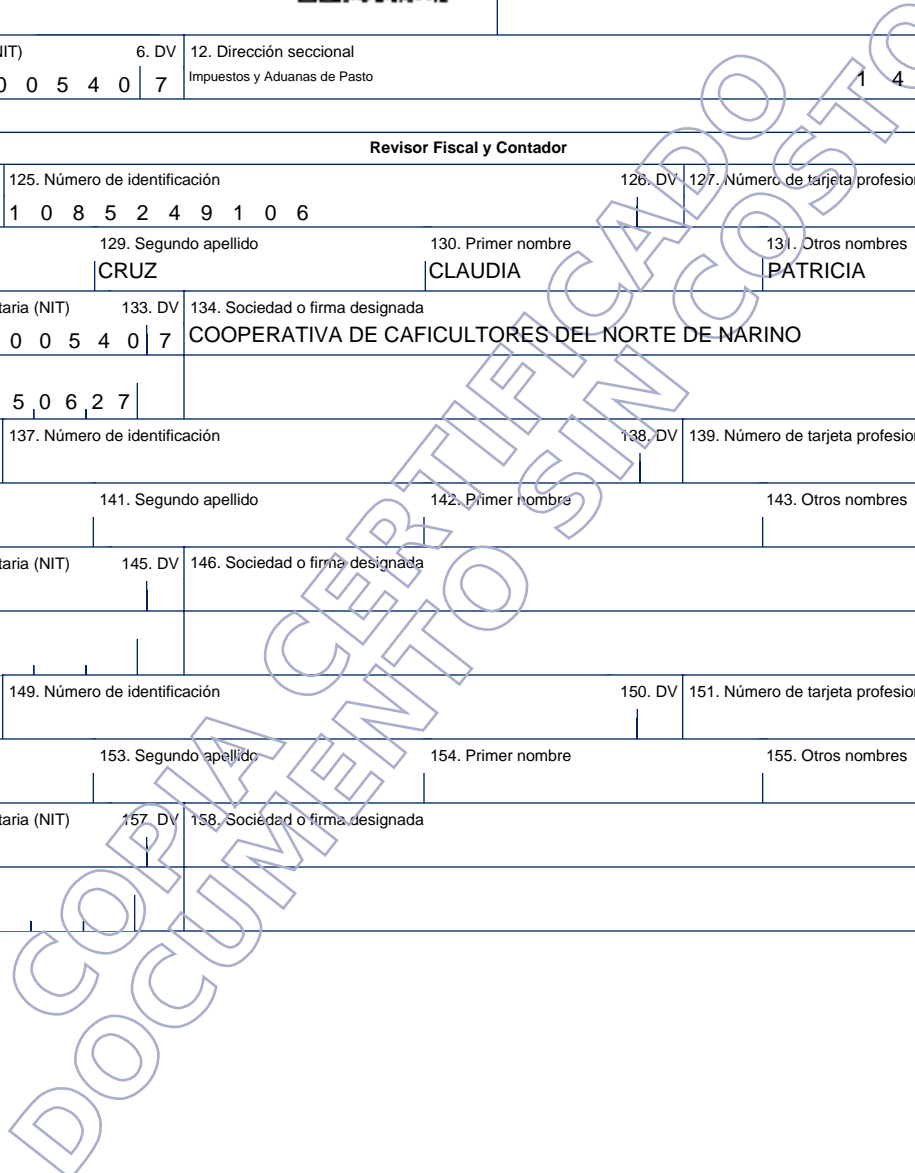 NIT) 6. DV 12. Dirección seccional
0 0 5 4 0 7 Impuestos y Aduanas de Pasto 1 4
Revisor Fiscal y Contador
125. Número de identificación 126. DV 127. Número de tarjeta profesion
1 0 8 5 2 4 9 1 0 6
129. Segundo apellido 130. Primer nombre 131. Otros nombres
CRUZ CLAUDIA PATRICIA
taria (NIT) 133. DV 134. Sociedad o firma designada
0 0 5 4 0 7 COOPERATIVA DE CAFICULTORES DEL NORTE DE NARINO
5 0 6 2 7
137. Número de identificación 138. DV 139. Número de tarjeta profesion
141. Segundo apellido 142. Primer nombre 143. Otros nombres
taria (NIT) 145. DV 146. Sociedad o firma designada
149. Número de identificación 150. DV 151. Número de tarjeta profesion
153. Segundo apellido 154. Primer nombre 155. Otros nombres
taria (NIT) 157. DV 158. Sociedad o firma designada
COPIA CERTIFICADO
DOCUMENTO SIN COSTO